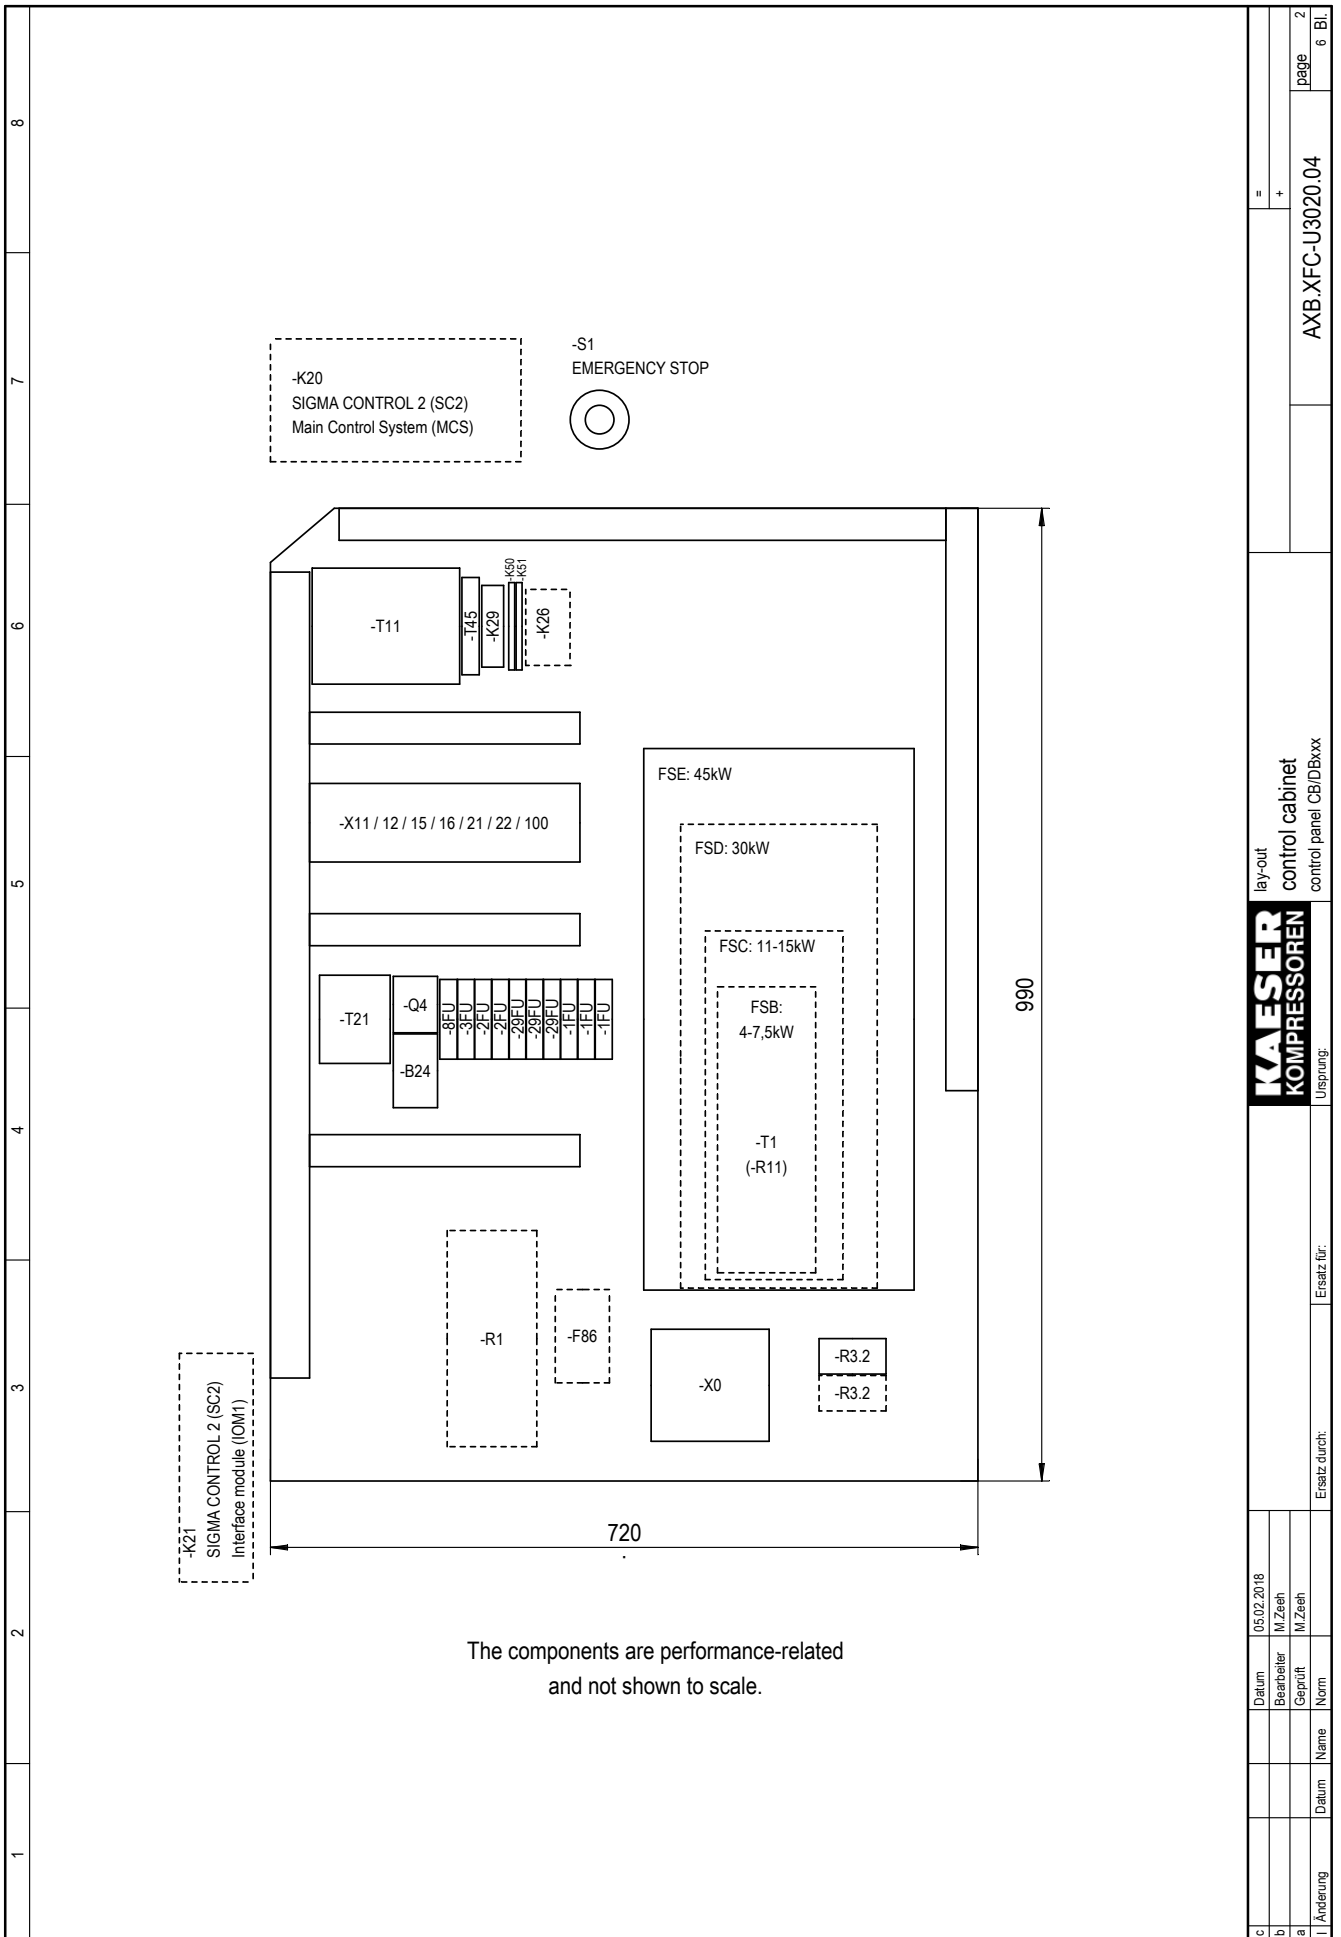 8
7
6
5
4
3
2
1
-K20
SIGMA CONTROL 2 (SC2)
Main Control System (MCS)
-S1
EMERGENCY STOP
-T11
-T45
-K29
-K50
-K51
-K26
-X11 / 12 / 15 / 16 / 21 / 22 / 100
-T21
-Q4
-B24
-8FU
-3FU
-2FU
-2FU
-29FU
-29FU
-29FU
-1FU
-1FU
-1FU
FSE: 45kW
FSD: 30kW
FSC: 11-15kW
FSB:
4-7,5kW
-T1
(-R11)
990
-R1
-F86
-X0
-R3.2
-R3.2
-K21
SIGMA CONTROL 2 (SC2)
Interface module (IOM1)
720
The components are performance-related
and not shown to scale.
=
+
page 2
6 Bl.
AXB.XFC-U3020.04
lay-out
control cabinet
control panel CB/DBxxx
KAESER
KOMPRESSOREN
Ursprung:
Ersatz für:
Ersatz durch:
Datum 05.02.2018
Bearbeiter M.Zeeh
Geprüft M.Zeeh
Norm
c
b
a
Änderung Datum Name